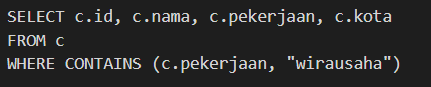 SELECT c.id, c.nama, c.pekerjaan, c.kota
FROM c
WHERE CONTAINS (c.pekerjaan, "wirausaha")